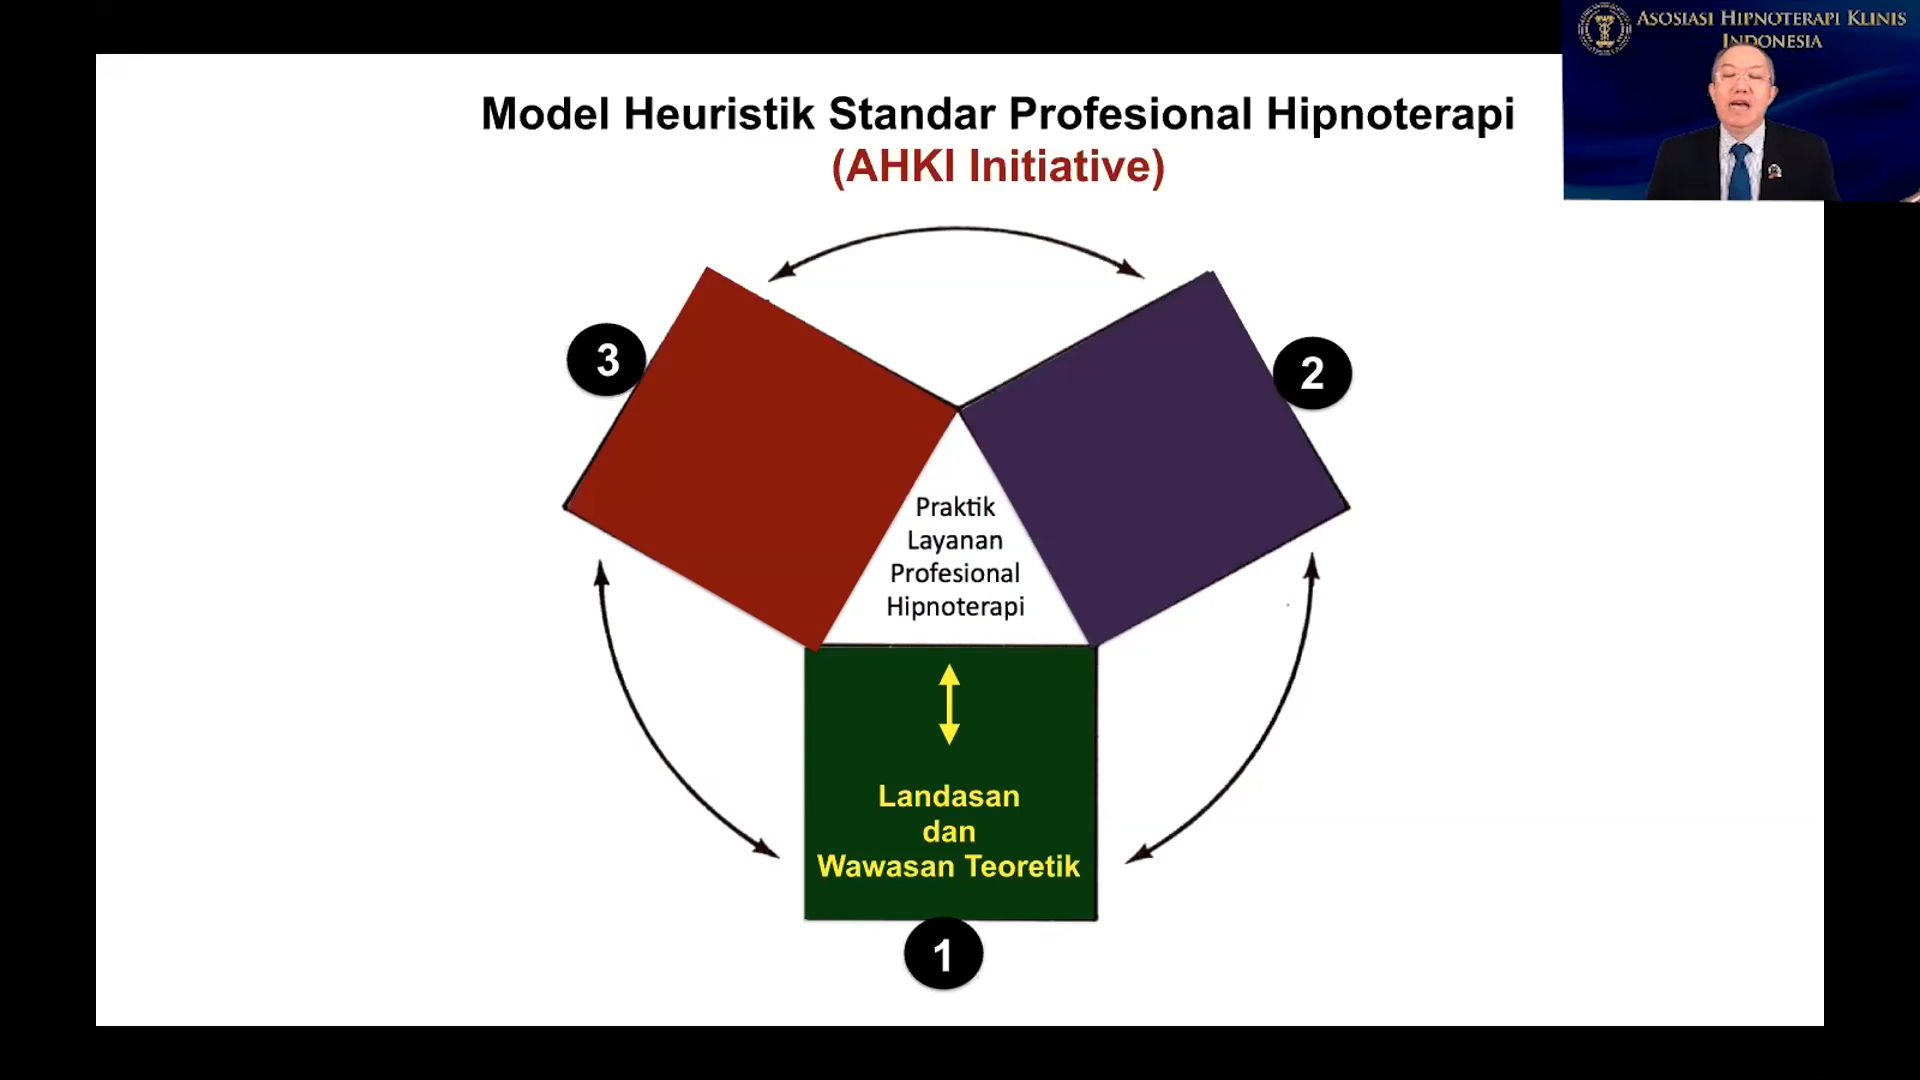 ASOSIASI HIPNOTERAPI KLINIS
INDONESIA
Model Heuristik Standar Profesional Hipnoterapi
(AHKI Initiative)
3
2
Praktik
Layanan
Profesional
Hipnoterapi
Landasan
dan
Wawasan Teoretik
1